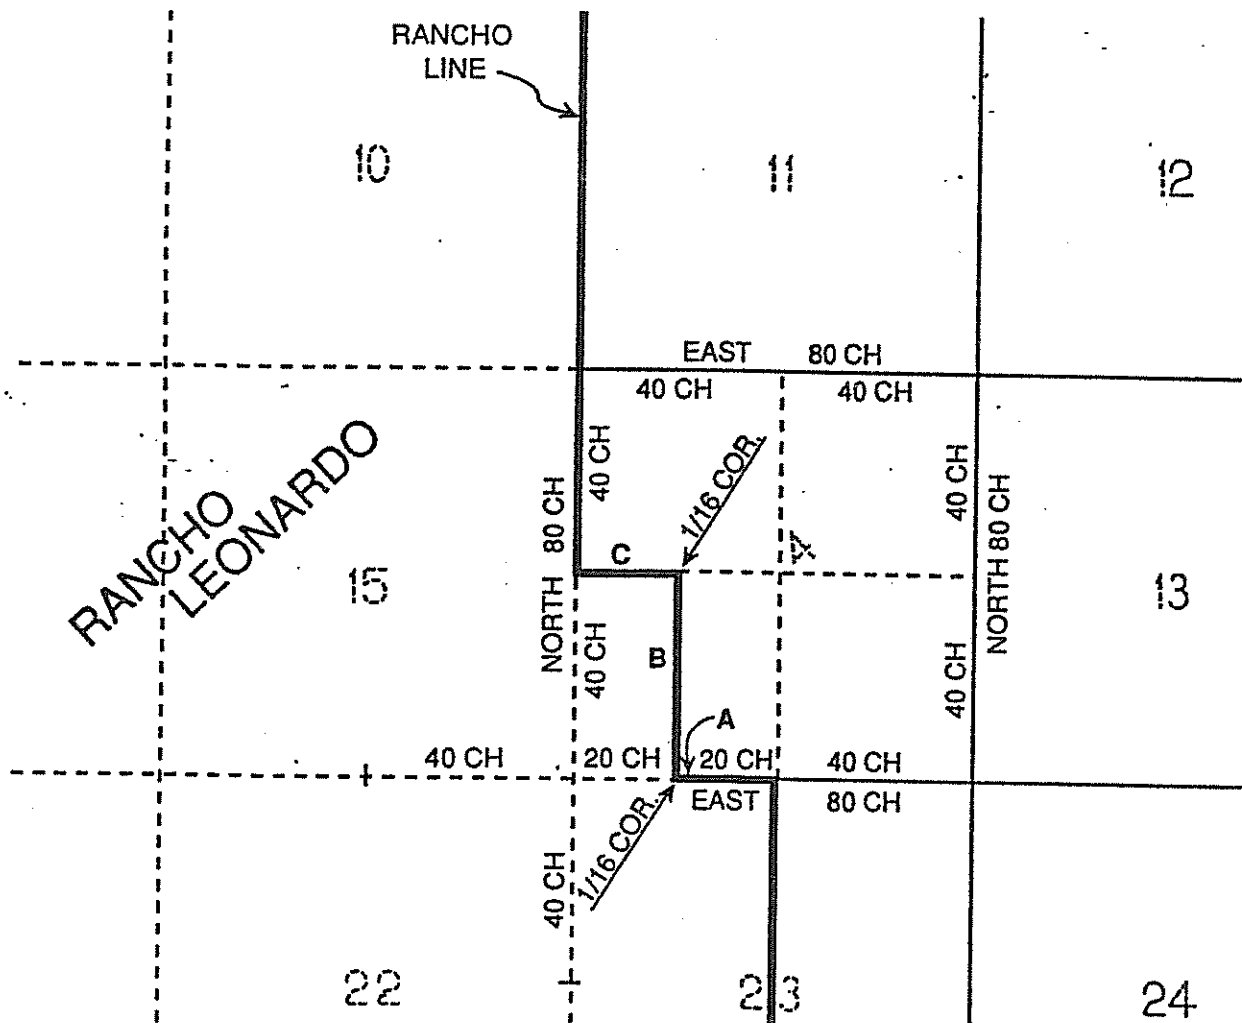 RANCHO
LINE
10
11
12
EAST 80 CH
40 CH 40 CH
RANCHO
LEONARDO
40 CH
1/16 COR.
40 CH
NORTH 80 CH
NORTH 80 CH
C
15
13
B
40 CH
40 CH
A
40 CH 20 CH 20 CH 40 CH
EAST 80 CH
1/16 COR.
40 CH
22
23
24